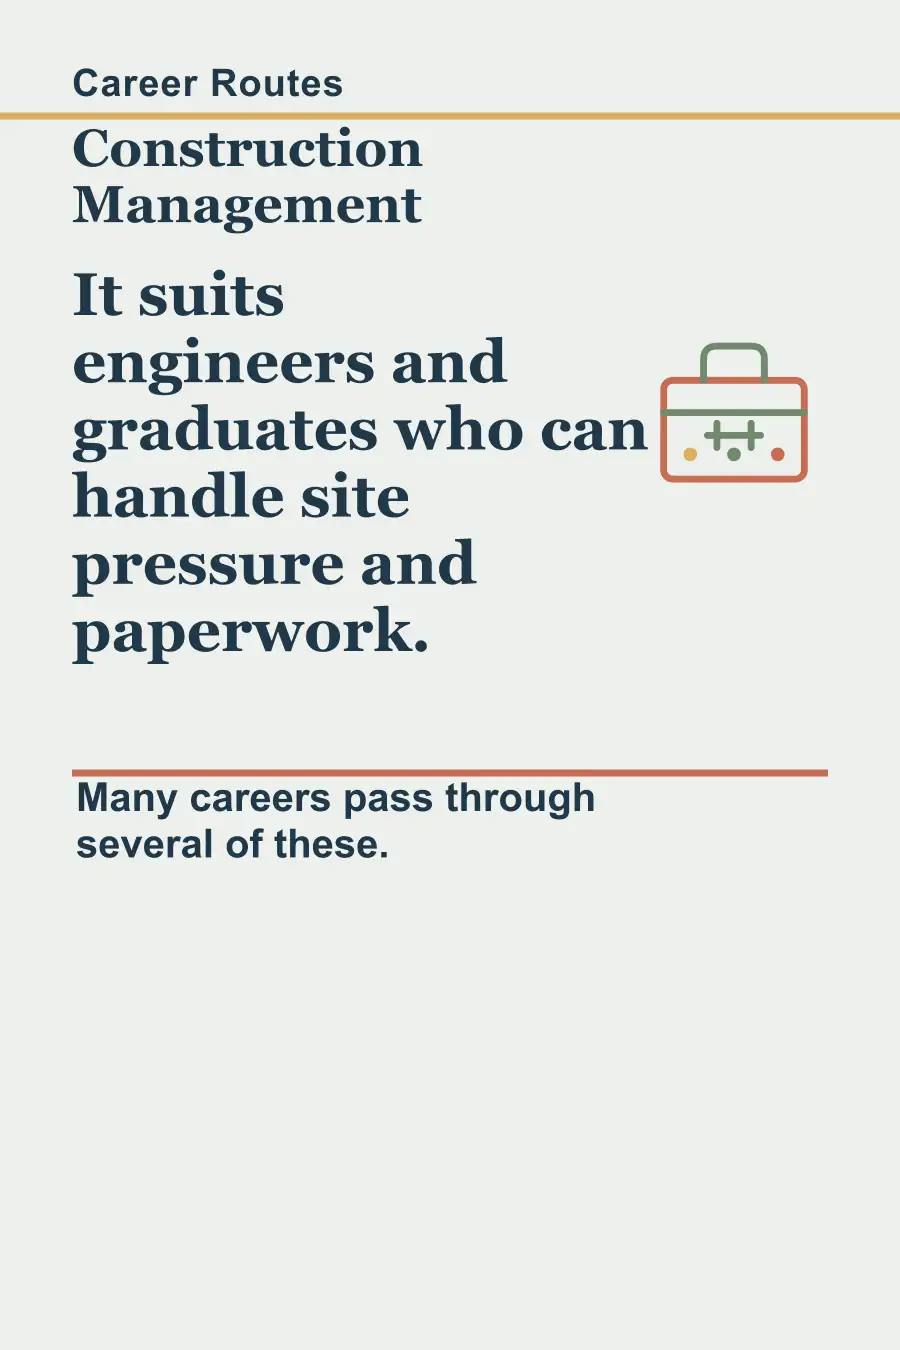 Career Routes
Construction
Management
It suits
engineers and
graduates who can
handle site
pressure and
paperwork.
Many careers pass through
several of these.